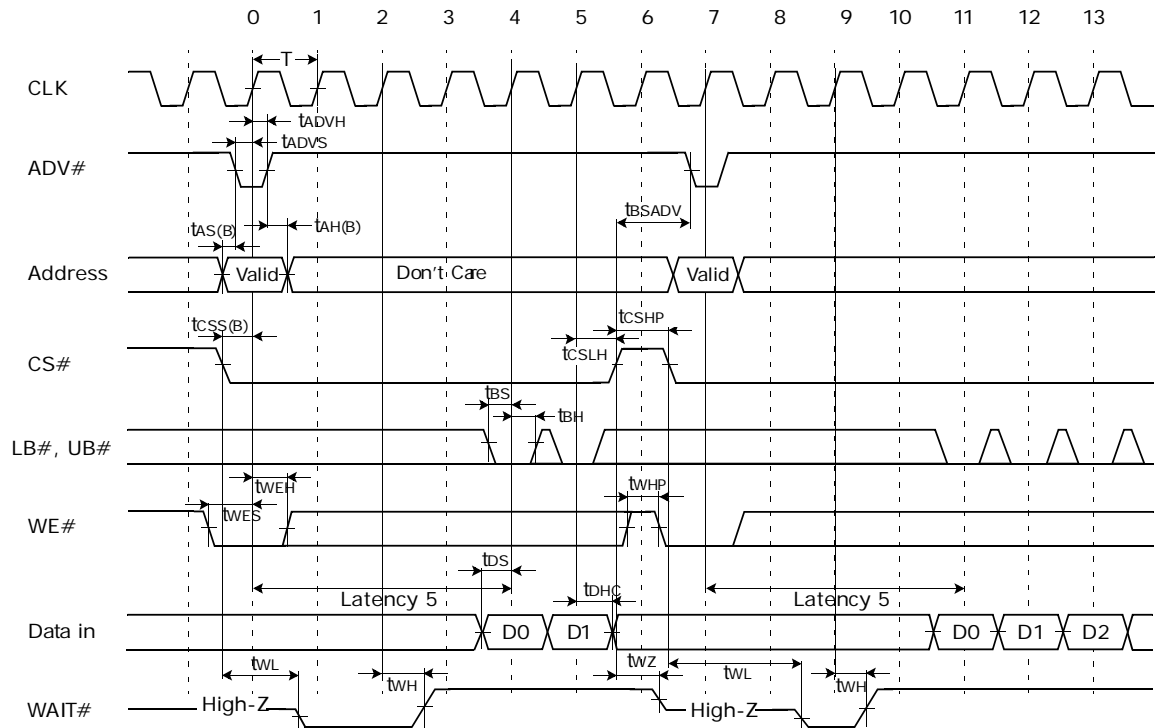 0 1 2 3 4 5 6 7 8 9 10 11 12 13
T
CLK
tADVH
tADVS
ADV#
tBSADV
tAS(B) tAH(B)
Address Valid Don't Care Valid
tCSS(B) tCSHP
tCSLH
CS#
tBS
tBH
LB#, UB#
tWEH tWHP
tWES
WE#
tDS
tDHC
Latency 5 Latency 5
Data in D0 D1 D0 D1 D2
tWL tWH tWZ tWL tWH
High-Z High-Z
WAIT#